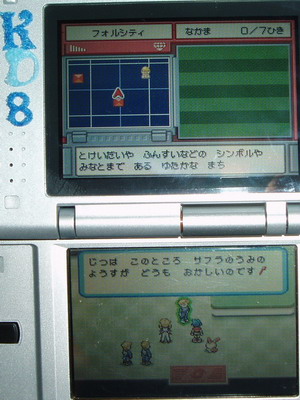 KD8
フォルシティ
なかま 0/7ひき
とけいだいや ふんすいなどの シンボルや
みなとまで ある ゆたかな まち
じつは このところ サフラのうみの
ようすが どうも おかしいのです